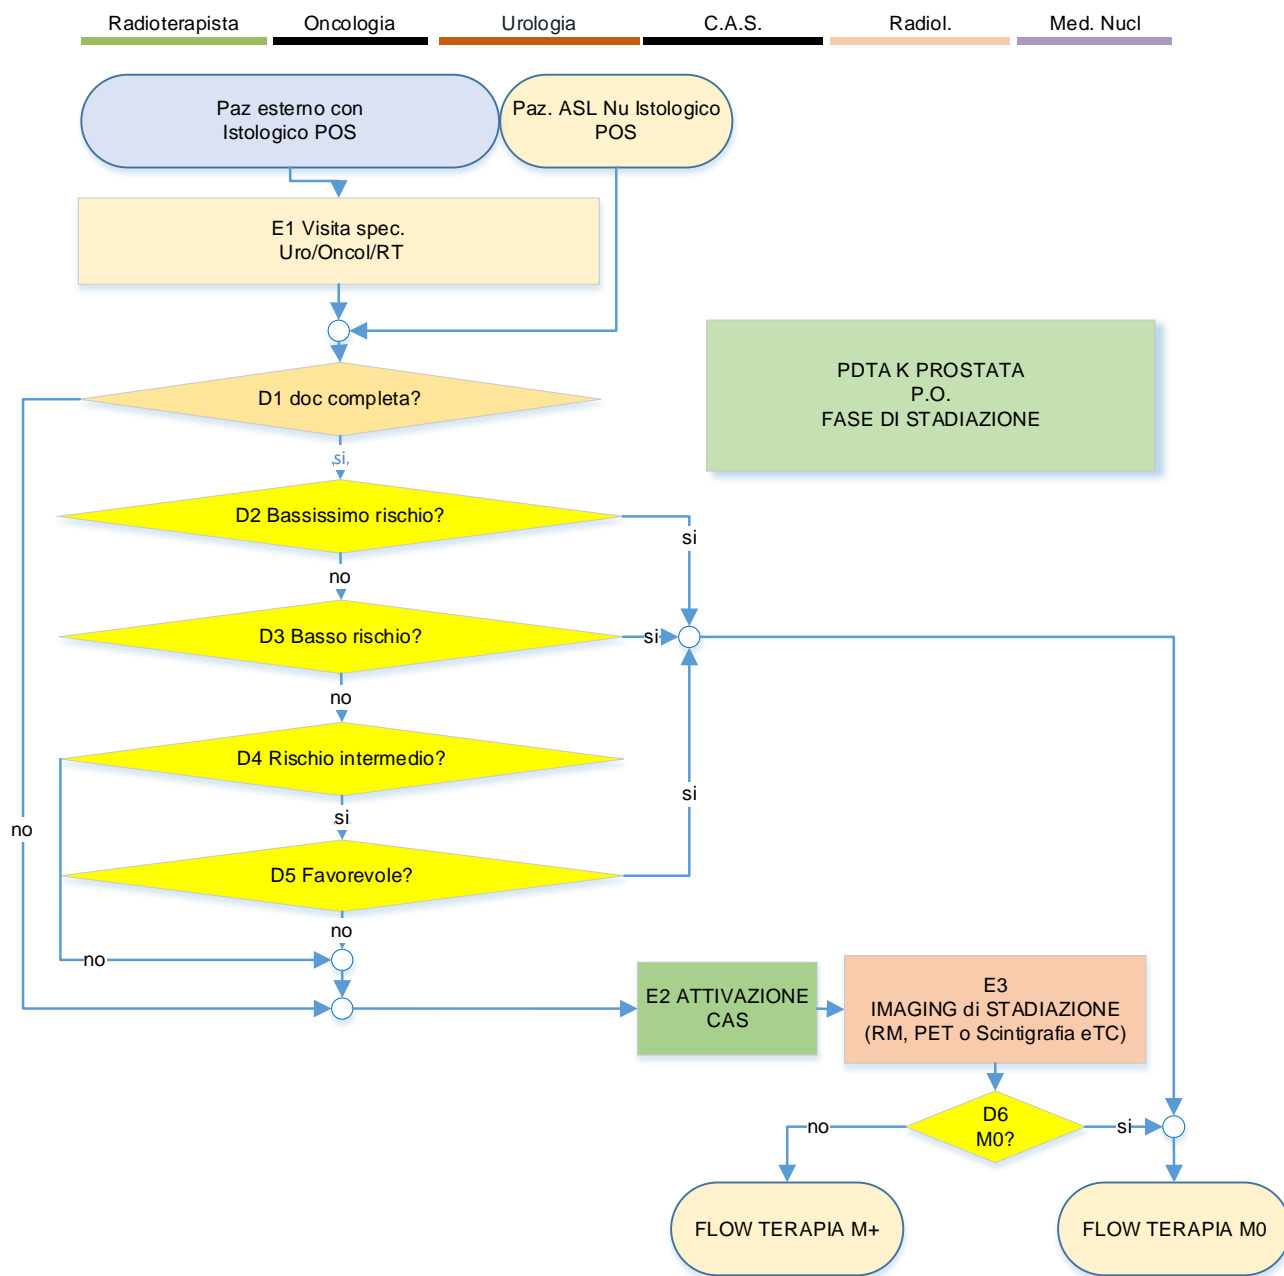 Radioterapista
Oncologia
Urologia
C.A.S.
Radiol.
Med. Nucl
Paz esterno con
Istologico POS
Paz. ASL Nu Istologico
POS
E1 Visita spec.
Uro/Oncol/RT
PDTA K PROSTATA
P.O.
FASE DI STADIAZIONE
D1 doc completa?
si
D2 Bassissimo rischio?
si
no
D3 Basso rischio?
si
no
D4 Rischio intermedio?
si
si
no
D5 Favorevole?
no
no
E2 ATTIVAZIONE
CAS
E3
IMAGING di STADIAZIONE
(RM, PET o Scintigrafia eTC)
D6
M0?
no
si
FLOW TERAPIA M+
FLOW TERAPIA M0